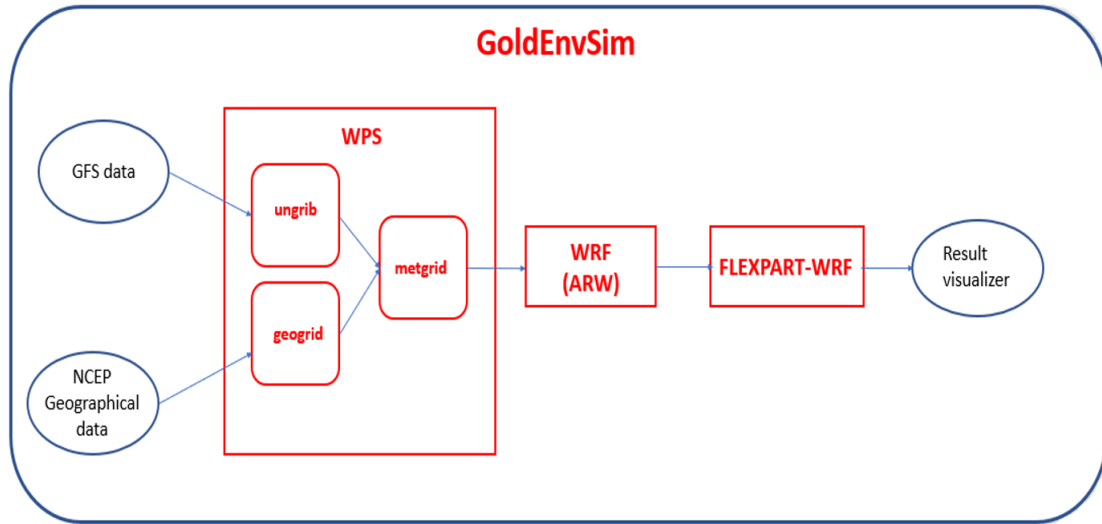 GoldEnvSim
WPS
GFS data
ungrib
metgrid
geogrid
NCEP
Geographical
data
WRF
(ARW)
FLEXPART-WRF
Result
visualizer